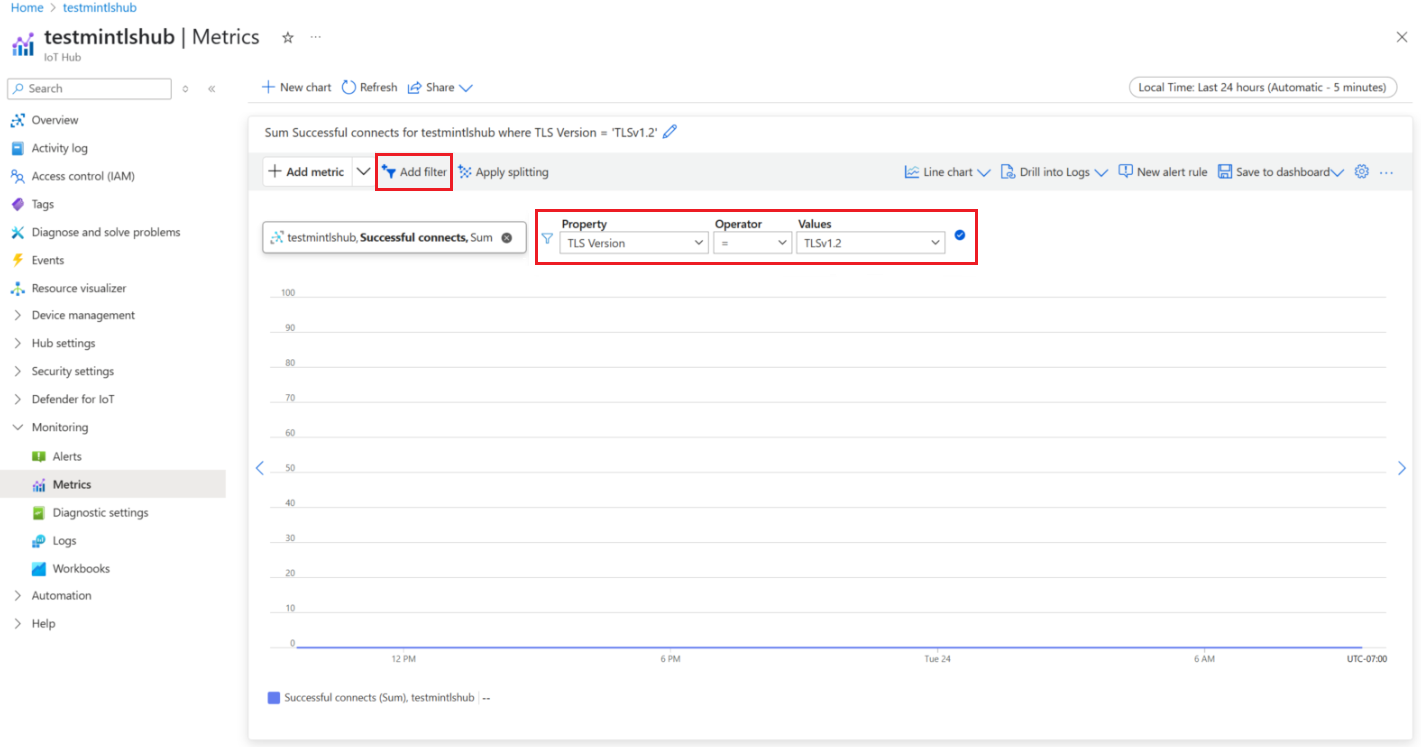 Home > testmintlshub
testmintlshub | Metrics ☆ ...
IoT Hub
Search
Overview
Activity log
Access control (IAM)
Tags
Diagnose and solve problems
Events
Resource visualizer
Device management
Hub settings
Security settings
Defender for IoT
Monitoring
Alerts
Metrics
Diagnostic settings
Logs
Workbooks
Automation
Help
New chart Refresh Share
Local Time: Last 24 hours (Automatic - 5 minutes)
Sum Successful connects for testmintlshub where TLS Version = 'TLSv1.2'
Add metric Add filter Apply splitting Line chart Drill into Logs New alert rule Save to dashboard ...
Property Operator Values
testmintlshub, Successful connects, Sum TLS Version = TLSv1.2
100
90
80
70
60
50
40
30
20
10
0
12 PM 6 PM Tue 24 6 AM UTC-07:00
Successful connects (Sum), testmintlshub | --